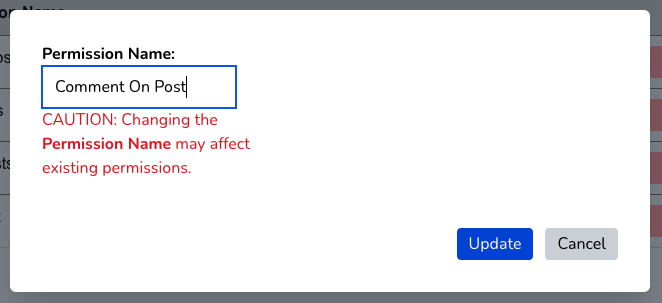 Permission Name:
Comment On Post
CAUTION: Changing the
Permission Name may affect
existing permissions.
Update
Cancel